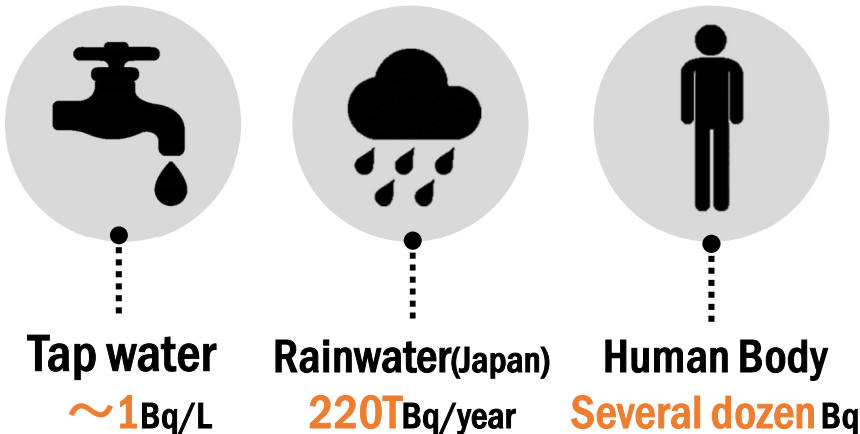 Tap water
～1Bq/L
Rainwater(Japan)
220TBq/year
Human Body
Several dozen Bq